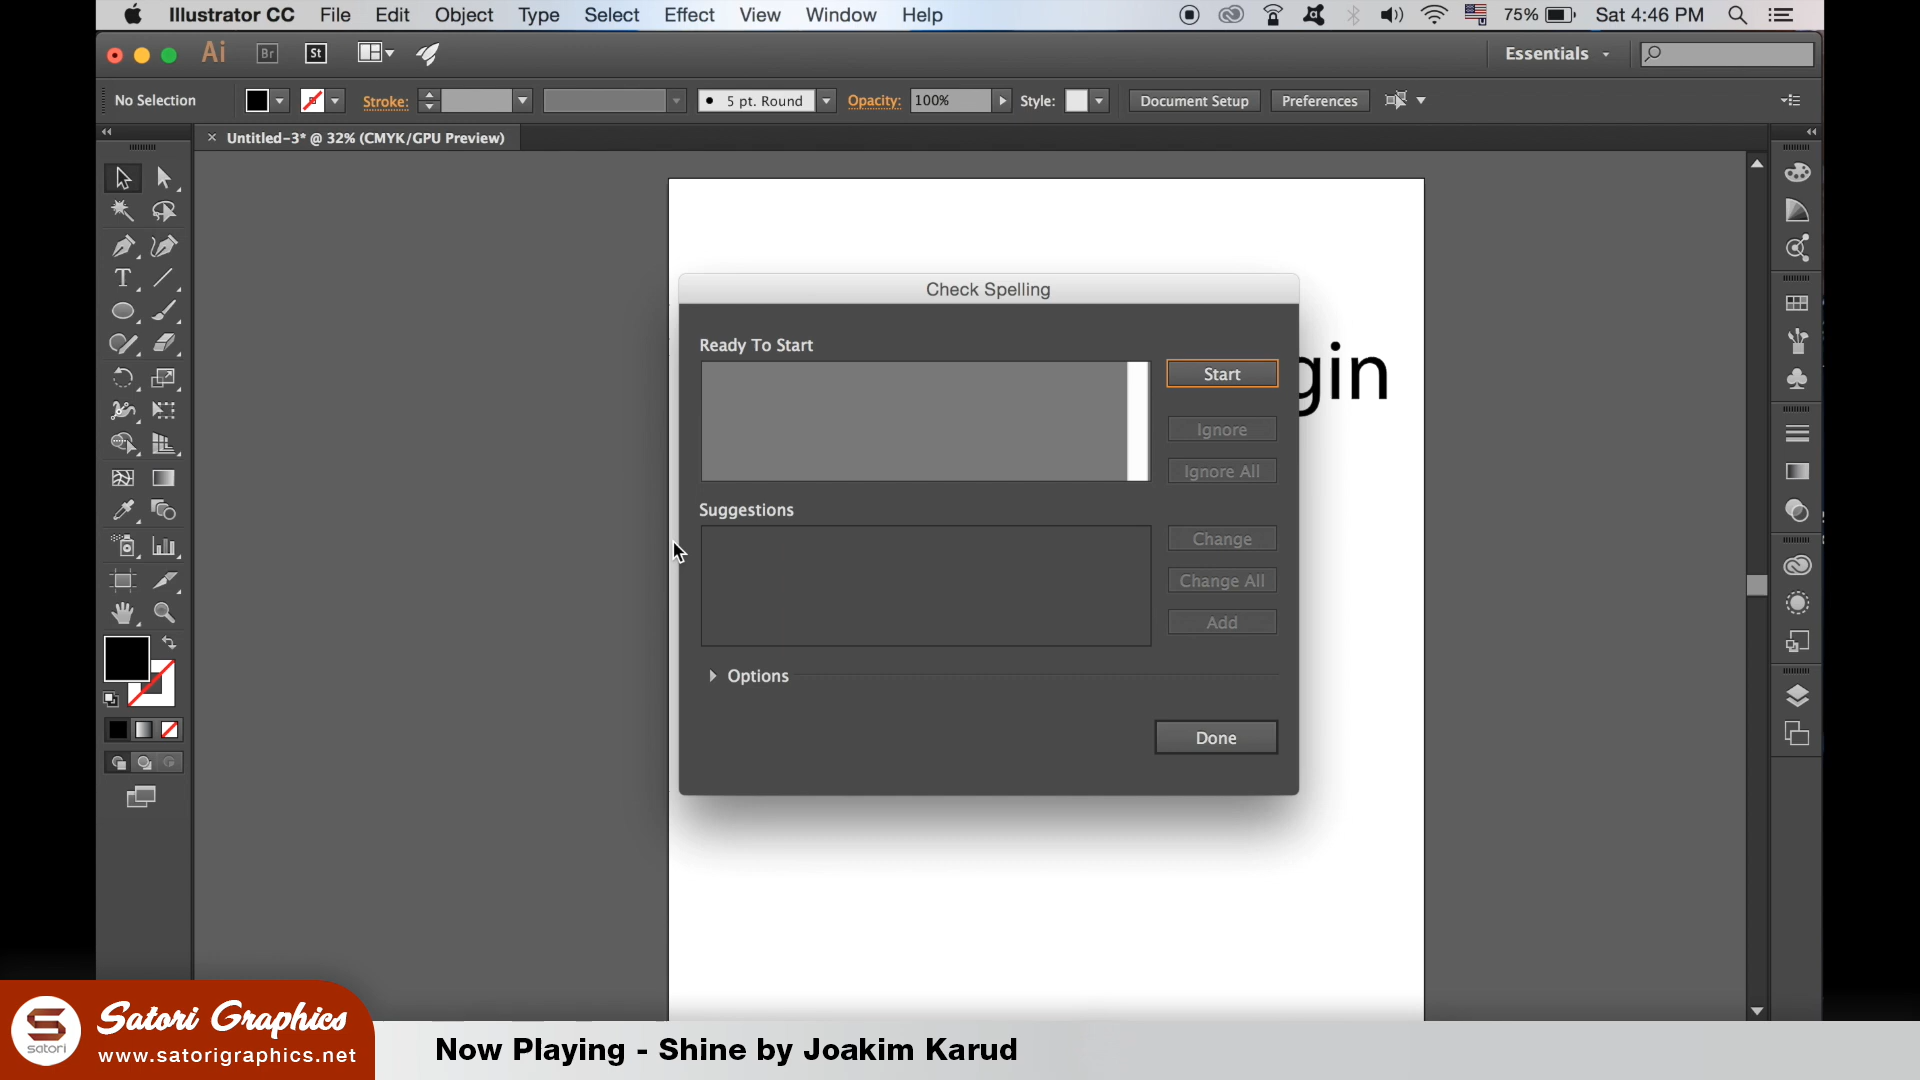 Illustrator CC File Edit Object Type Select Effect View Window Help 75% Sat 4:46 PM
Ai Br St Essentials
No Selection Stroke: 5 pt. Round Opacity: 100% Style: Document Setup Preferences
× Untitled-3* @ 32% (CMYK/GPU Preview)
Check Spelling
Ready To Start
Start
gin
Ignore
Ignore All
Suggestions
Change
Change All
Add
Options
Done
Satori Graphics
satori
www.satorigraphics.net
Now Playing - Shine by Joakim Karud